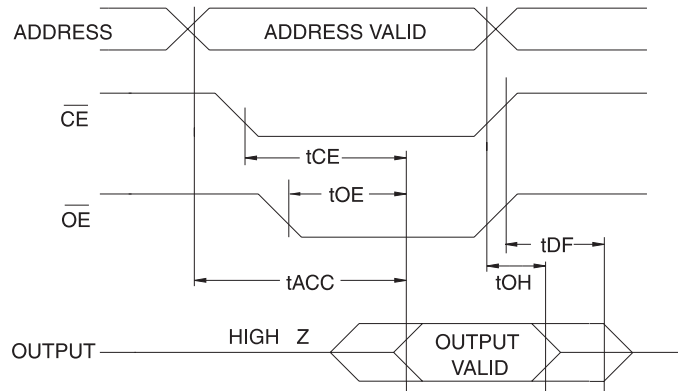 ADDRESS
ADDRESS VALID
CE
tCE
tOE
OE
tDF
tACC
tOH
HIGH Z
OUTPUT
OUTPUT
VALID